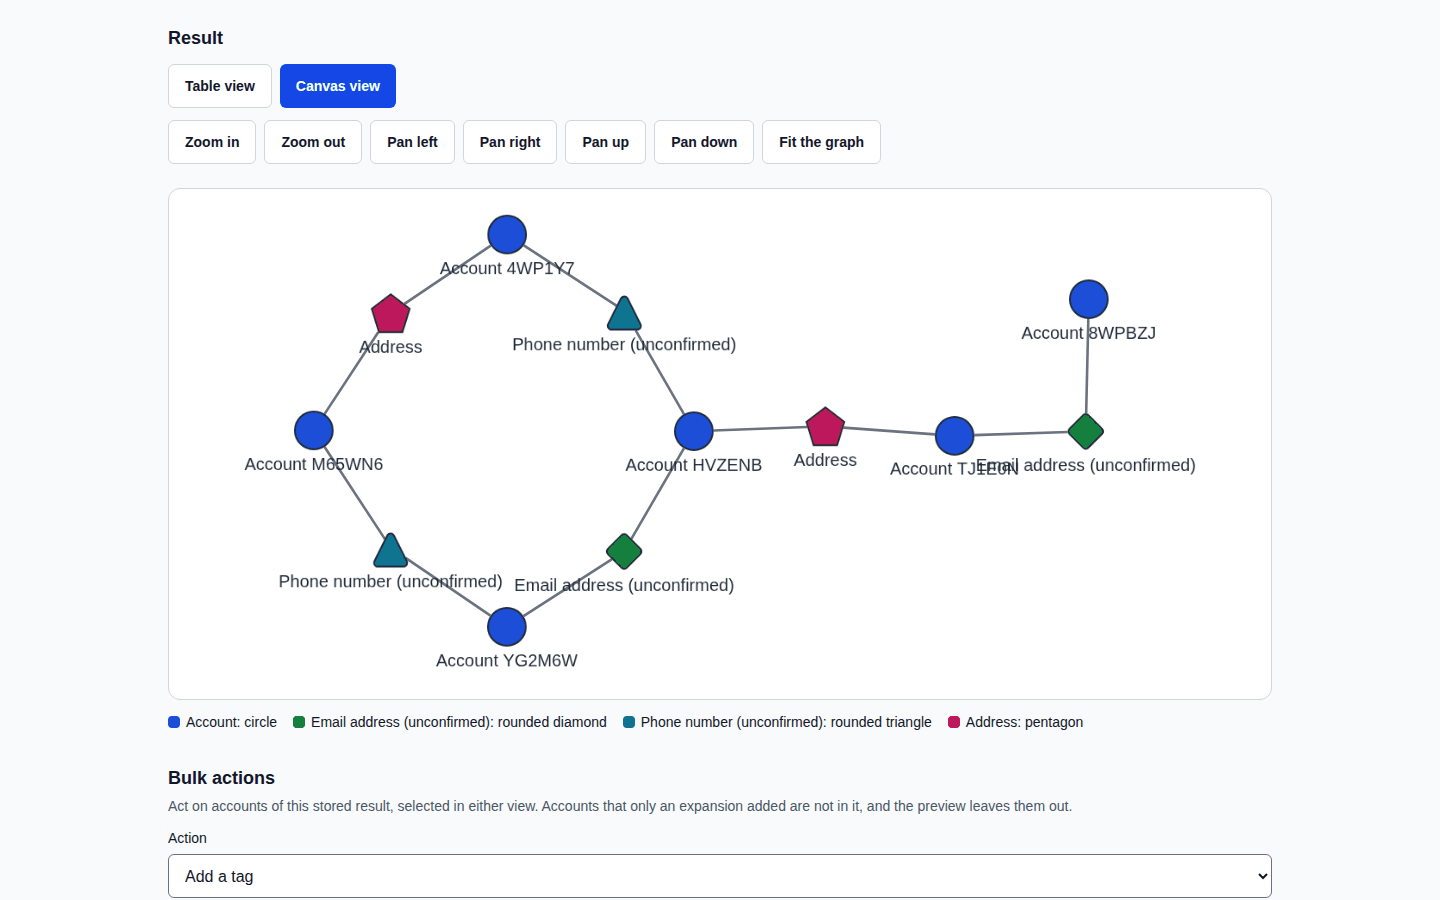 Result
Table view
Canvas view
Zoom in
Zoom out
Pan left
Pan right
Pan up
Pan down
Fit the graph
Account 4WP1Y7
Account 8WPBZJ
Phone number (unconfirmed)
Address
Account M65WN6
Account HVZENB
Address
Account TJ1E6N
Email address (unconfirmed)
Phone number (unconfirmed)
Email address (unconfirmed)
Account YG2M6W
Account: circle
Email address (unconfirmed): rounded diamond
Phone number (unconfirmed): rounded triangle
Address: pentagon
Bulk actions
Act on accounts of this stored result, selected in either view. Accounts that only an expansion added are not in it, and the preview leaves them out.
Action
Add a tag